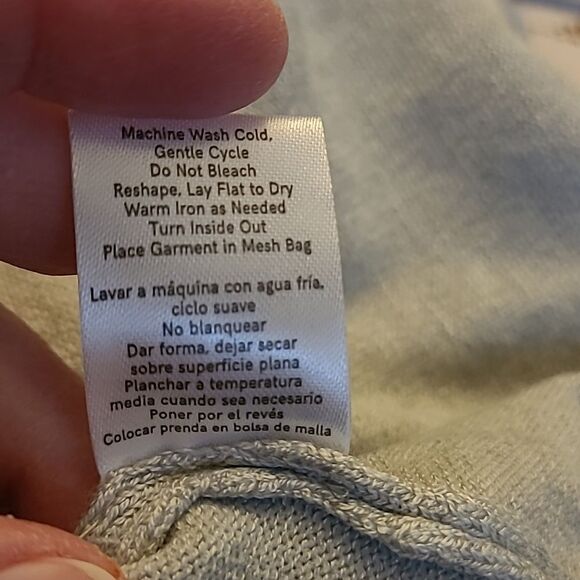 Machine Wash Cold,
Gentle Cycle
Do Not Bleach
Reshape, Lay Flat to Dry
Warm Iron as Needed
Turn Inside Out
Place Garment in Mesh Bag
Lavar a máquina con agua fría,
ciclo suave
No blanquear
Dar forma, dejar secar
sobre superficie plana
Planchar a temperatura
media cuando sea necesario
Poner por el revés
Colocar prenda en bolsa de malla